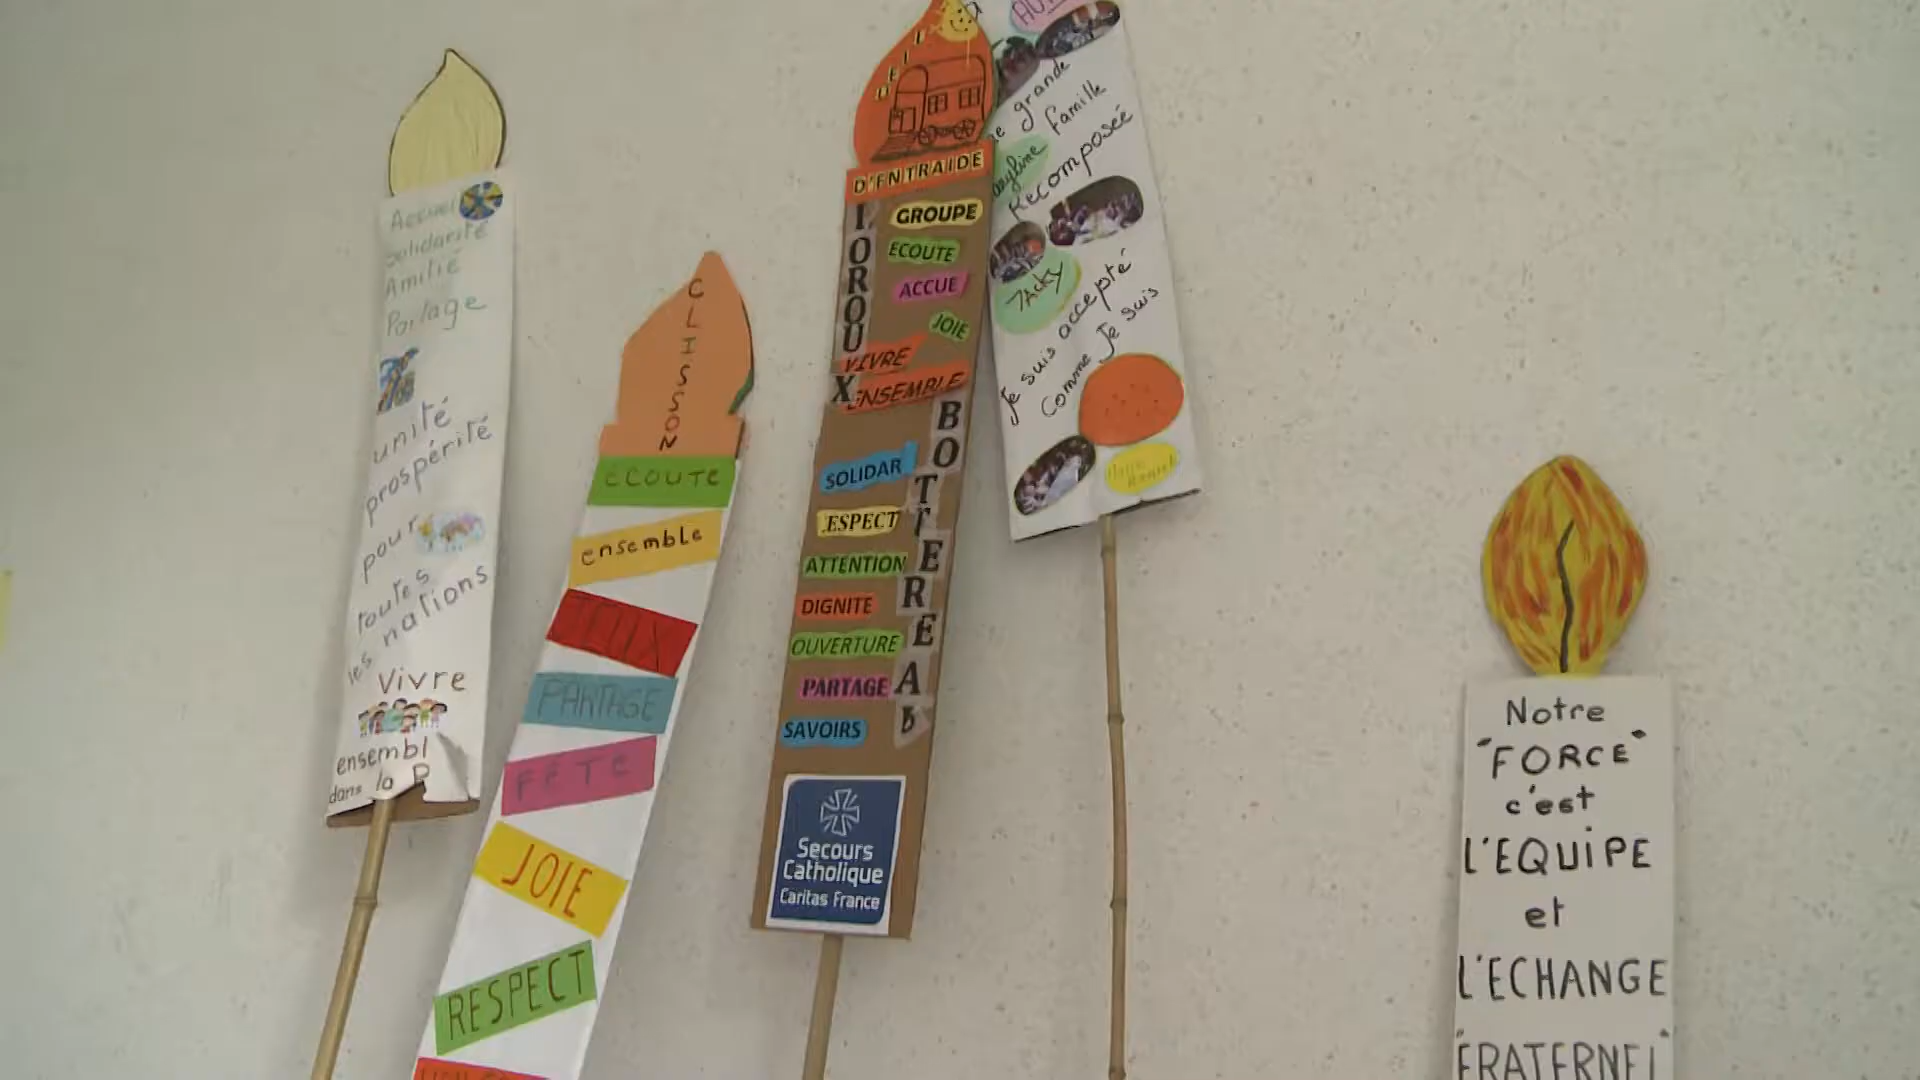 Accueil
Solidarité
Amitié
Partage
unité
prospérité
pour
toutes
les nations
Vivre
ensembl
dans la P
CLISSON
ECOUTE
ensemble
PARTAGE
FETE
JOIE
RESPECT
D'ENTRAIDE
LOROUX
BOTTEREAU
GROUPE
ECOUTE
ACCUE
JOIE
VIVRE
ENSEMBLE
SOLIDAR
ESPECT
ATTENTION
DIGNITE
OUVERTURE
PARTAGE
SAVOIRS
Secours
Catholique
Caritas France
grande
famille
Recomposée
JAcky
Je suis accepté
Comme Je suis
Notre
"FORCE"
c'est
L'EQUIPE
et
L'ECHANGE
"FRATERNEL"